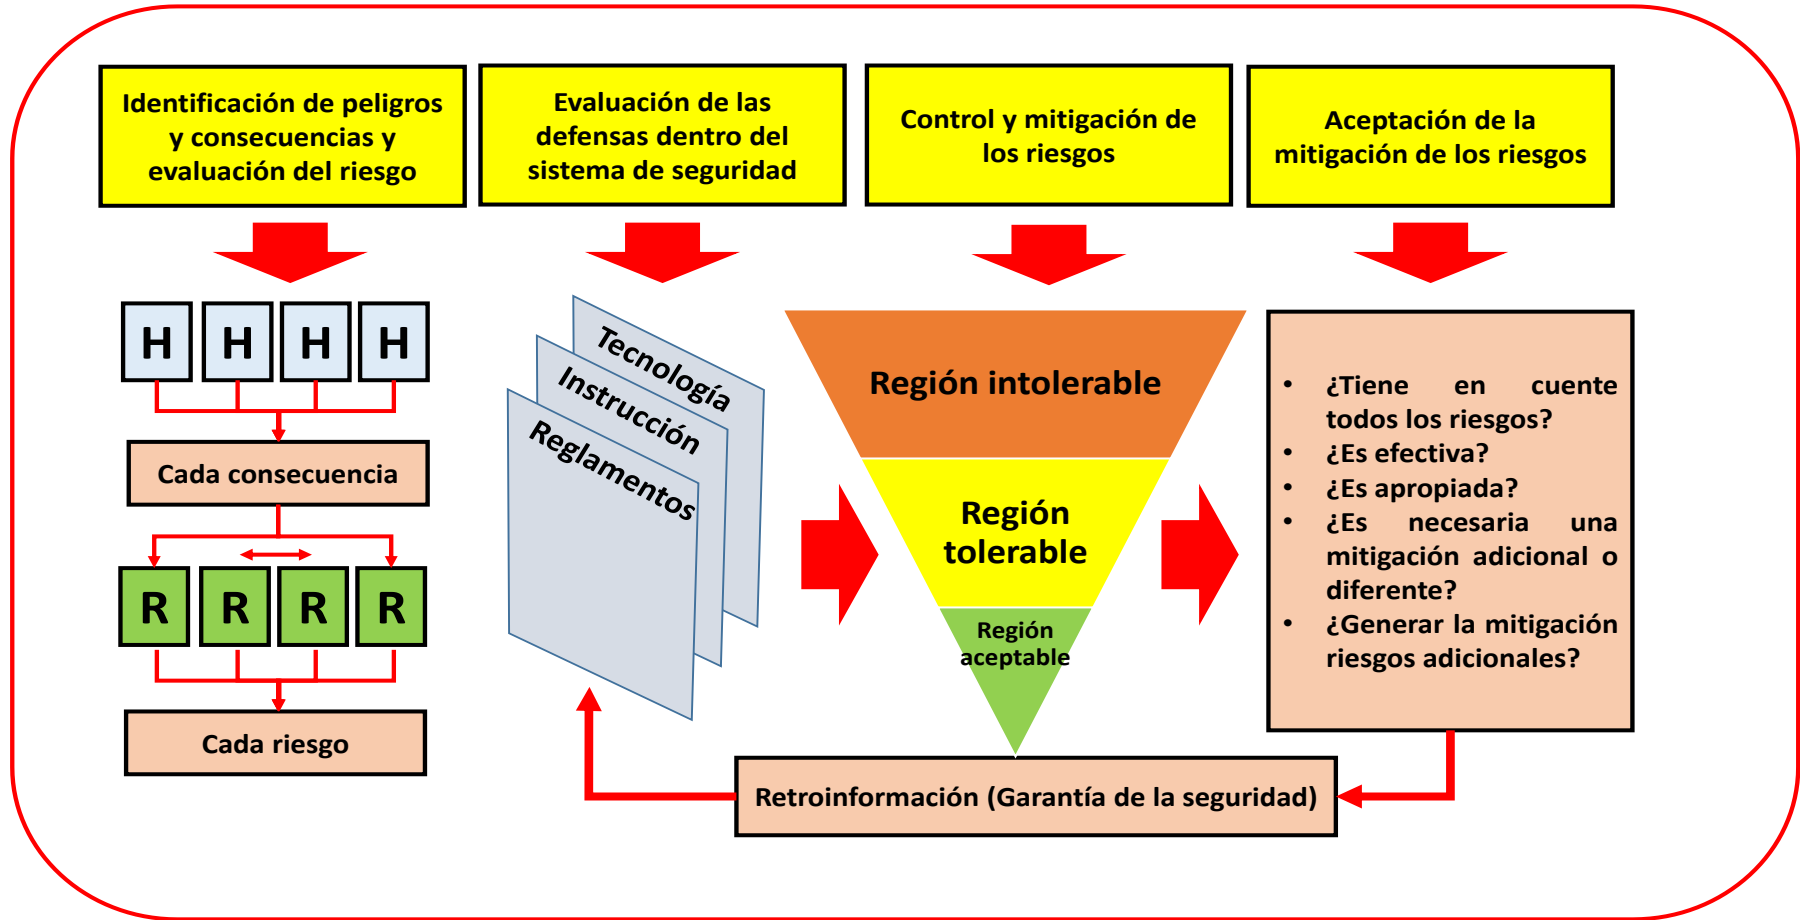 Identificación de peligros
y consecuencias y
evaluación del riesgo
Evaluación de las
defensas dentro del
sistema de seguridad
Control y mitigación de
los riesgos
Aceptación de la
mitigación de los riesgos
H H H H
Cada consecuencia
R R R R
Cada riesgo
Tecnología
Instrucción
Reglamentos
Región intolerable
Región
tolerable
Región
aceptable
• ¿Tiene en cuente
todos los riesgos?
• ¿Es efectiva?
• ¿Es apropiada?
• ¿Es necesaria una
mitigación adicional o
diferente?
• ¿Generar la mitigación
riesgos adicionales?
Retroinformación (Garantía de la seguridad)